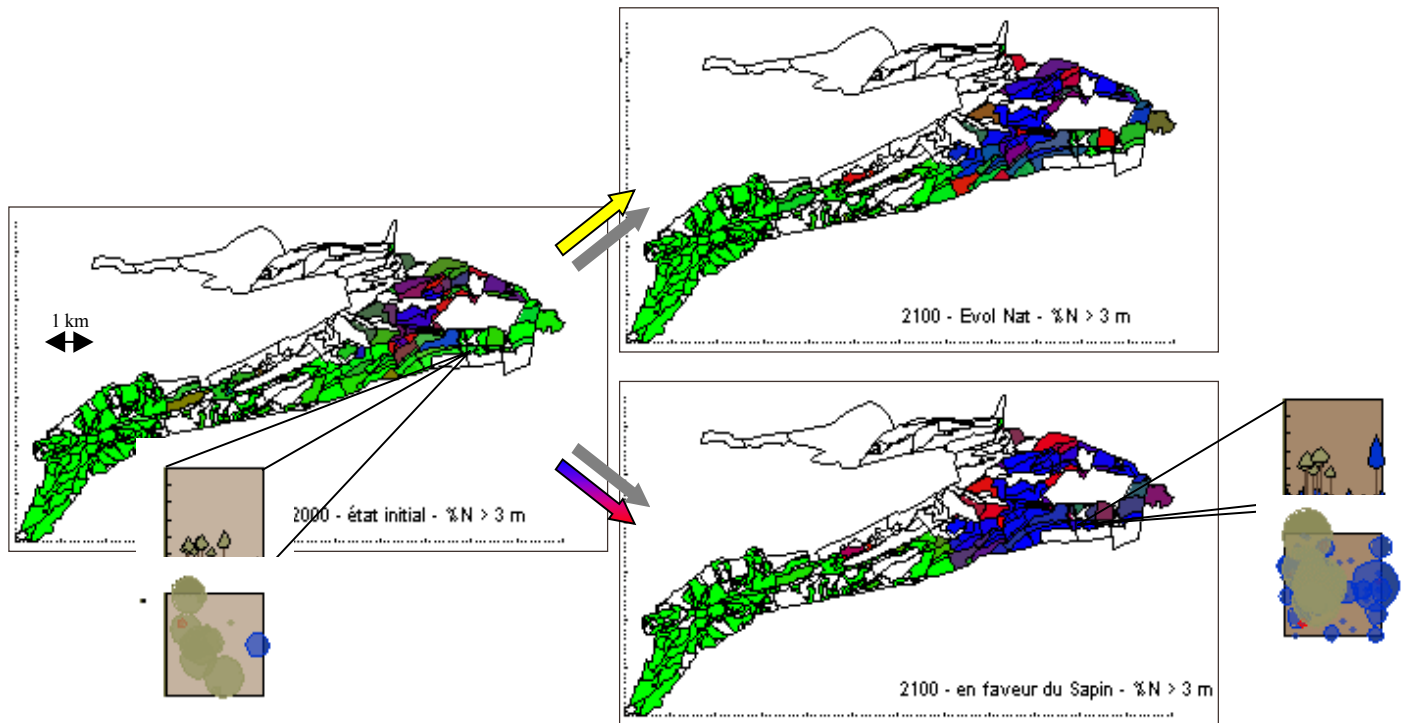 2100 - Evol Nat - %N > 3 m
1 km
2000 - état initial - %N > 3 m
2100 - en faveur du Sapin - %N > 3 m